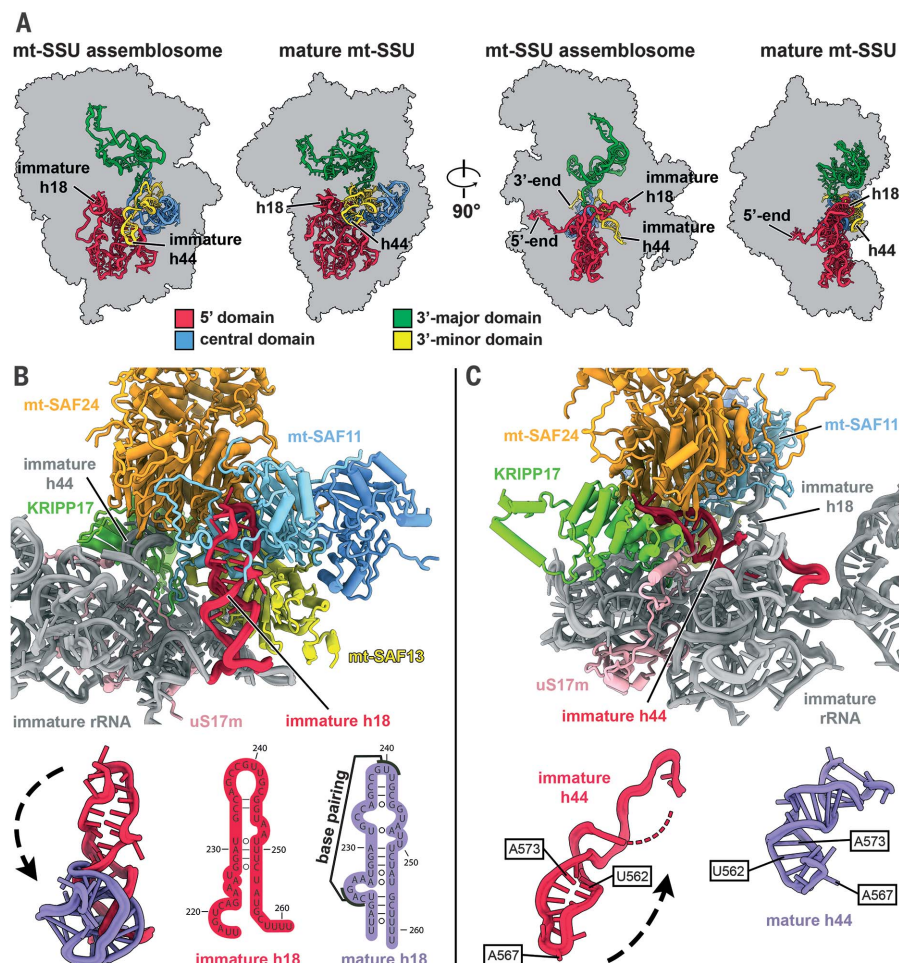 A
mt-SSU assemblosome
mature mt-SSU
mt-SSU assemblosome
mature mt-SSU
immature
h18
immature
h44
h18
h44
90°
3'-end
5'-end
immature
h18
immature
h44
5'-end
h18
h44
5' domain
central domain
3'-major domain
3'-minor domain
B
mt-SAF24
mt-SAF11
immature
h44
KRIPP17
mt-SAF13
immature rRNA
uS17m
immature h18
240
230
250
220
260
immature h18
base pairing
240
230
250
260
mature h18
C
mt-SAF24
mt-SAF11
KRIPP17
immature
h18
uS17m
immature h44
immature
rRNA
immature
h44
A573
U562
A567
A573
U562
A567
mature h44